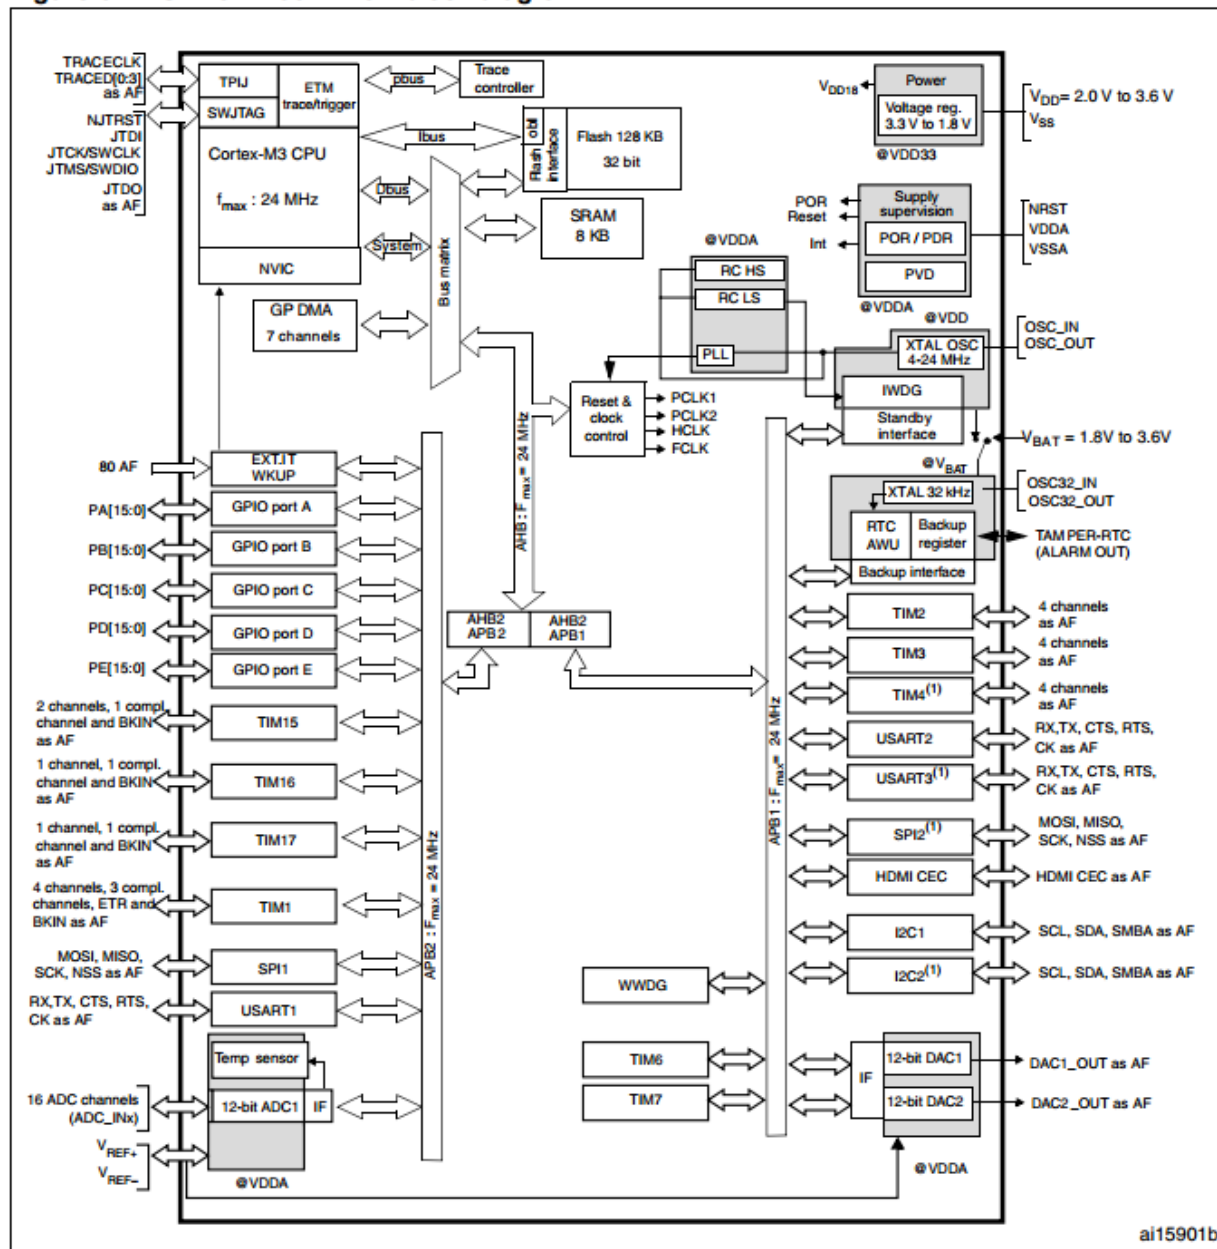 TRACECLK
TRACED[0:3]
as AF
NJTRST
JTDI
JTCK/SWCLK
JTMS/SWDIO
JTDO
as AF
TPIJ
SWJTAG
ETM
trace/trigger
Cortex-M3 CPU
fmax : 24 MHz
NVIC
GP DMA
7 channels
pbus
Trace
controller
Ibus
Dbus
System
Bus matrix
Flash obl
interface
Flash 128 KB
32 bit
SRAM
8 KB
@VDDA
RC HS
RC LS
PLL
Reset &
clock
control
PCLK1
PCLK2
HCLK
FCLK
VDD18
Power
Voltage reg.
3.3 V to 1.8 V
@VDD33
VDD= 2.0 V to 3.6 V
VSS
POR
Reset
Int
Supply
supervision
POR / PDR
PVD
@VDDA
NRST
VDDA
VSSA
@VDD
XTAL OSC
4-24 MHz
OSC_IN
OSC_OUT
IWDG
Standby
interface
VBAT = 1.8V to 3.6V
@VBAT
XTAL 32 kHz
OSC32_IN
OSC32_OUT
RTC
AWU
Backup
register
Backup interface
TAMPER-RTC
(ALARM OUT)
AHB : Fmax = 24 MHz
AHB2
APB2
AHB2
APB1
80 AF
EXT.IT
WKUP
PA[15:0]
GPIO port A
PB[15:0]
GPIO port B
PC[15:0]
GPIO port C
PD[15:0]
GPIO port D
PE[15:0]
GPIO port E
2 channels, 1 compl.
channel and BKIN
as AF
TIM15
1 channel, 1 compl.
channel and BKIN
as AF
TIM16
1 channel, 1 compl.
channel and BKIN
as AF
TIM17
4 channels, 3 compl.
channels, ETR and
BKIN as AF
TIM1
MOSI, MISO,
SCK, NSS as AF
SPI1
RX,TX, CTS, RTS,
CK as AF
USART1
Temp sensor
16 ADC channels
(ADC_INx)
12-bit ADC1
IF
VREF+
VREF–
@VDDA
APB2 : Fmax = 24 MHz
APB1 : Fmax = 24 MHz
TIM2
4 channels
as AF
TIM3
4 channels
as AF
TIM4(1)
4 channels
as AF
USART2
RX,TX, CTS, RTS,
CK as AF
USART3(1)
RX,TX, CTS, RTS,
CK as AF
SPI2(1)
MOSI, MISO,
SCK, NSS as AF
HDMI CEC
HDMI CEC as AF
I2C1
SCL, SDA, SMBA as AF
I2C2(1)
SCL, SDA, SMBA as AF
WWDG
TIM6
TIM7
IF
12-bit DAC1
DAC1_OUT as AF
12-bit DAC2
DAC2_OUT as AF
@VDDA
ai15901b